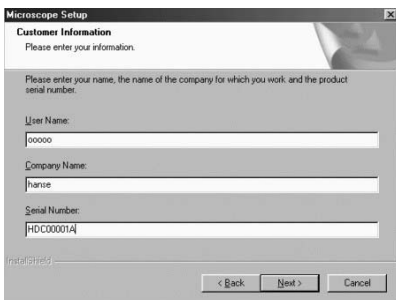 Microscope Setup
Customer Information
Please enter your information.
Please enter your name, the name of the company for which you work and the product
serial number.
User Name:
ooooo
Company Name:
hanse
Serial Number:
HDC00001A
InstallShield
< Back
Next >
Cancel